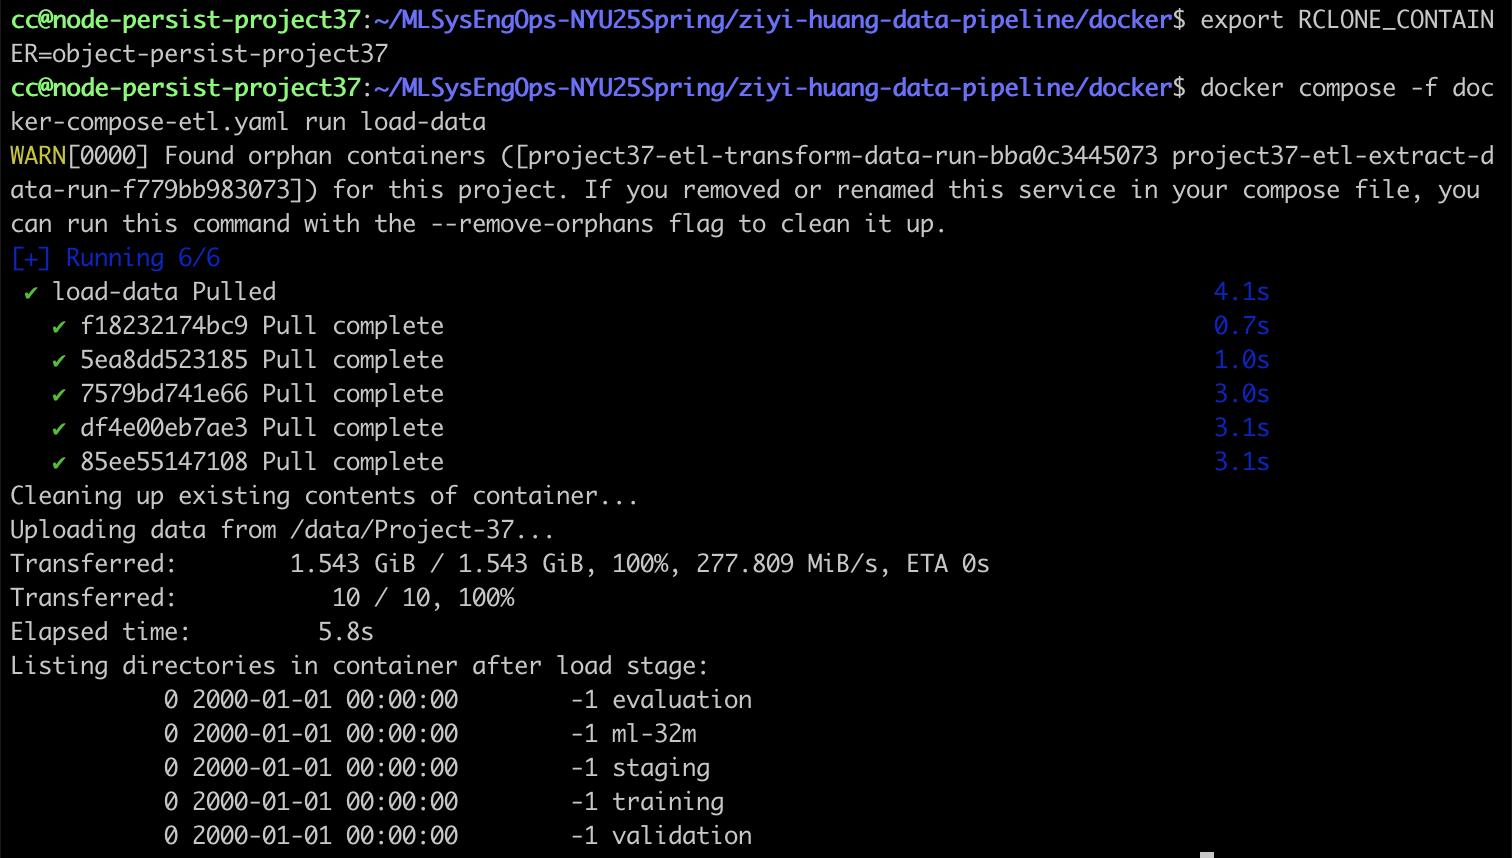 cc@node-persist-project37:~/MLSysEngOps-NYU25Spring/ziyi-huang-data-pipeline/docker$ export RCLONE_CONTAIN
ER=object-persist-project37
cc@node-persist-project37:~/MLSysEngOps-NYU25Spring/ziyi-huang-data-pipeline/docker$ docker compose -f doc
ker-compose-etl.yaml run load-data
WARN[0000] Found orphan containers ([project37-etl-transform-data-run-bba0c3445073 project37-etl-extract-d
ata-run-f779bb983073]) for this project. If you removed or renamed this service in your compose file, you
can run this command with the --remove-orphans flag to clean it up.
[+] Running 6/6
✔ load-data Pulled 4.1s
✔ f18232174bc9 Pull complete 0.7s
✔ 5ea8dd523185 Pull complete 1.0s
✔ 7579bd741e66 Pull complete 3.0s
✔ df4e00eb7ae3 Pull complete 3.1s
✔ 85ee55147108 Pull complete 3.1s
Cleaning up existing contents of container...
Uploading data from /data/Project-37...
Transferred: 1.543 GiB / 1.543 GiB, 100%, 277.809 MiB/s, ETA 0s
Transferred: 10 / 10, 100%
Elapsed time: 5.8s
Listing directories in container after load stage:
0 2000-01-01 00:00:00 -1 evaluation
0 2000-01-01 00:00:00 -1 ml-32m
0 2000-01-01 00:00:00 -1 staging
0 2000-01-01 00:00:00 -1 training
0 2000-01-01 00:00:00 -1 validation